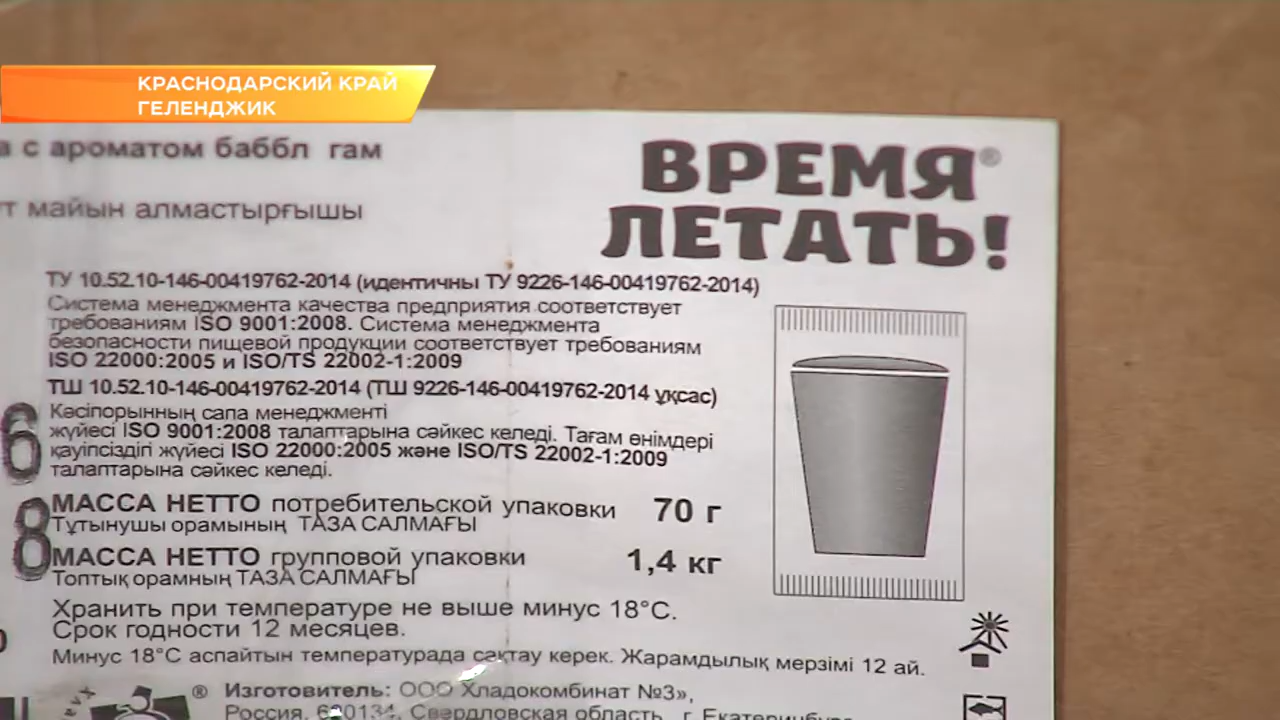 КРАСНОДАРСКИЙ КРАЙ
ГЕЛЕНДЖИК
с ароматом баббл гам
майын алмастырғышы
ВРЕМЯ®
ЛЕТАТЬ!
ТУ 10.52.10-146-00419762-2014 (идентичны ТУ 9226-146-00419762-2014)
Система менеджмента качества предприятия соответствует
требованиям ISO 9001:2008. Система менеджмента
безопасности пищевой продукции соответствует требованиям
ISO 22000:2005 и ISO/TS 22002-1:2009
ТШ 10.52.10-146-00419762-2014 (ТШ 9226-146-00419762-2014 ұқсас)
Кәсіпорынның сапа менеджменті
жүйесі ISO 9001:2008 талаптарына сәйкес келеді. Тағам өнімдері
қауіпсіздігі жүйесі ISO 22000:2005 және ISO/TS 22002-1:2009
талаптарына сәйкес келеді.
6
8
МАССА НЕТТО потребительской упаковки 70 г
Тұтынушы орамының ТАЗА САЛМАҒЫ
МАССА НЕТТО групповой упаковки 1,4 кг
Топтық орамның ТАЗА САЛМАҒЫ
Хранить при температуре не выше минус 18°С.
Срок годности 12 месяцев.
Минус 18°С аспайтын температурада сақтау керек. Жарамдылық мерзімі 12 ай.
® Изготовитель: ООО Хладокомбинат №3»,
Россия, Свердловская область, г. Екатеринбург